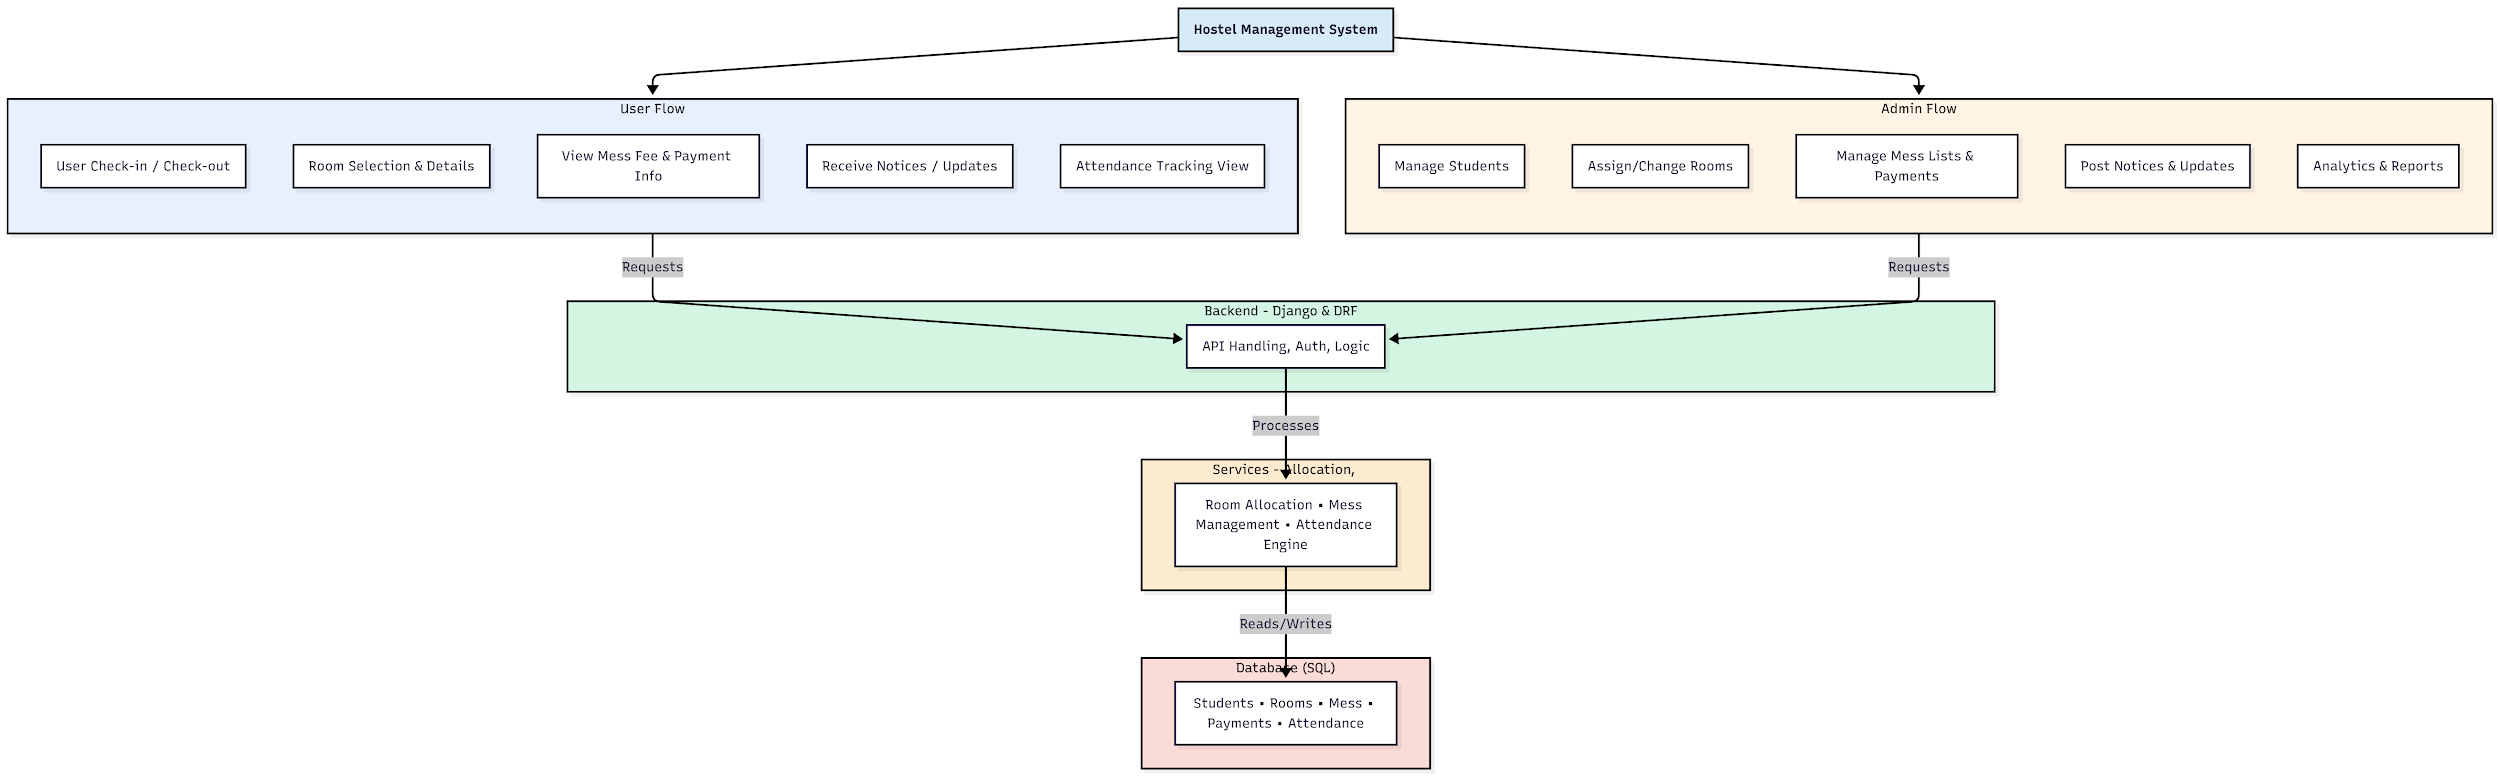 Hostel Management System
User Flow
User Check-in / Check-out
Room Selection & Details
View Mess Fee & Payment
Info
Receive Notices / Updates
Attendance Tracking View
Admin Flow
Manage Students
Assign/Change Rooms
Manage Mess Lists &
Payments
Post Notices & Updates
Analytics & Reports
Requests
Requests
Backend - Django & DRF
API Handling, Auth, Logic
Processes
Services - Allocation,
Room Allocation • Mess
Management • Attendance
Engine
Reads/Writes
Database (SQL)
Students • Rooms • Mess •
Payments • Attendance